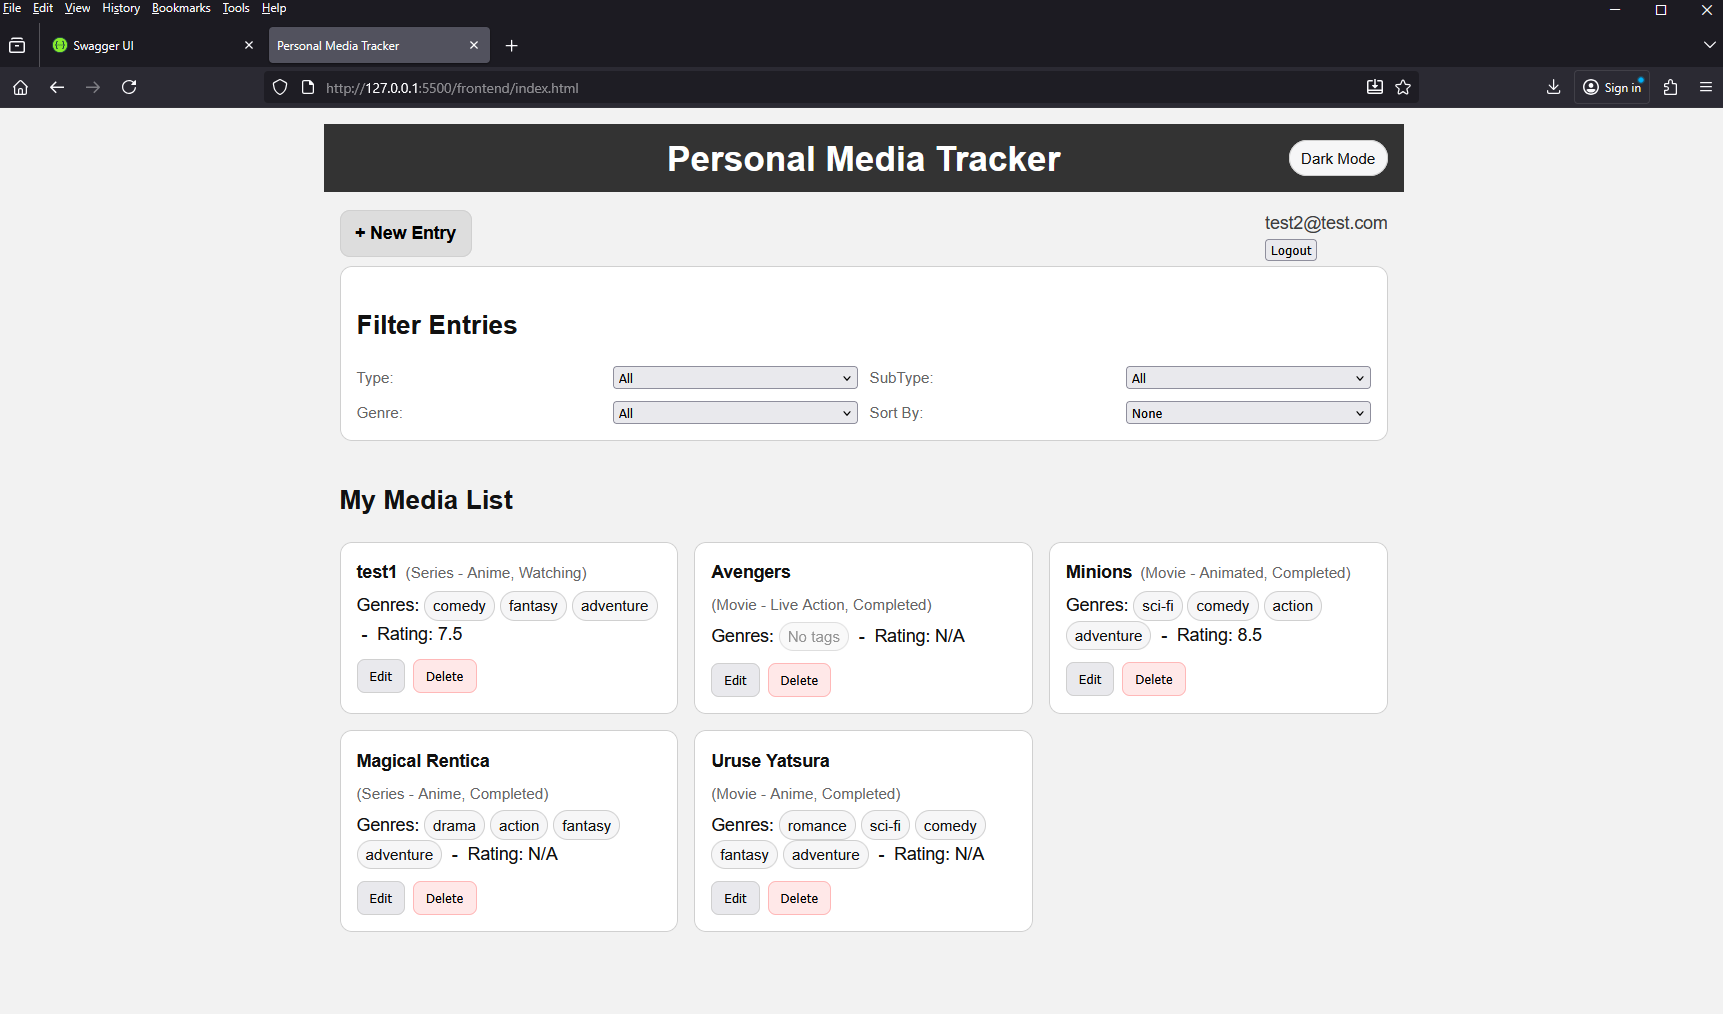 File Edit View History Bookmarks Tools Help
Swagger UI
Personal Media Tracker
http://127.0.0.1:5500/frontend/index.html
Sign in
Personal Media Tracker
Dark Mode
+ New Entry
test2@test.com
Logout
Filter Entries
Type: All SubType: All
Genre: All Sort By: None
My Media List
test1 (Series - Anime, Watching)
Genres: comedy fantasy adventure
- Rating: 7.5
Edit Delete
Avengers
(Movie - Live Action, Completed)
Genres: No tags - Rating: N/A
Edit Delete
Minions (Movie - Animated, Completed)
Genres: sci-fi comedy action
adventure - Rating: 8.5
Edit Delete
Magical Rentica
(Series - Anime, Completed)
Genres: drama action fantasy
adventure - Rating: N/A
Edit Delete
Uruse Yatsura
(Movie - Anime, Completed)
Genres: romance sci-fi comedy
fantasy adventure - Rating: N/A
Edit Delete